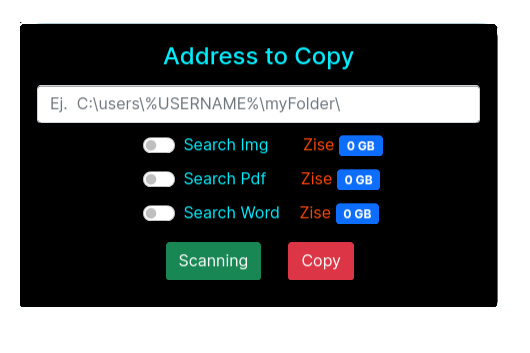 Address to Copy
Ej.  C:\users\%USERNAME%\myFolder\
Search Img Zise 0 GB
Search Pdf Zise 0 GB
Search Word Zise 0 GB
Scanning Copy